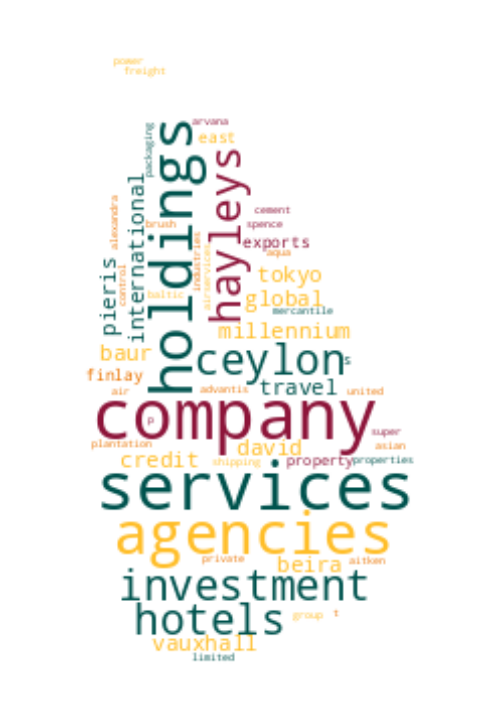 power
freight
arvana
packaging
holdings
east
hayleys
international
alexandra
cement
brush
spence
exports
industries
airservices
aqua
pieris
control
tokyo
baltic
global
mercantile
millennium
baur
ceylon
s
finlay
travel
air
advantis
united
company
p
super
plantation
david
asian
credit
shipping
property
properties
services
agencies
private
beira
aitken
investment
hotels
group
t
vauxhall
limited